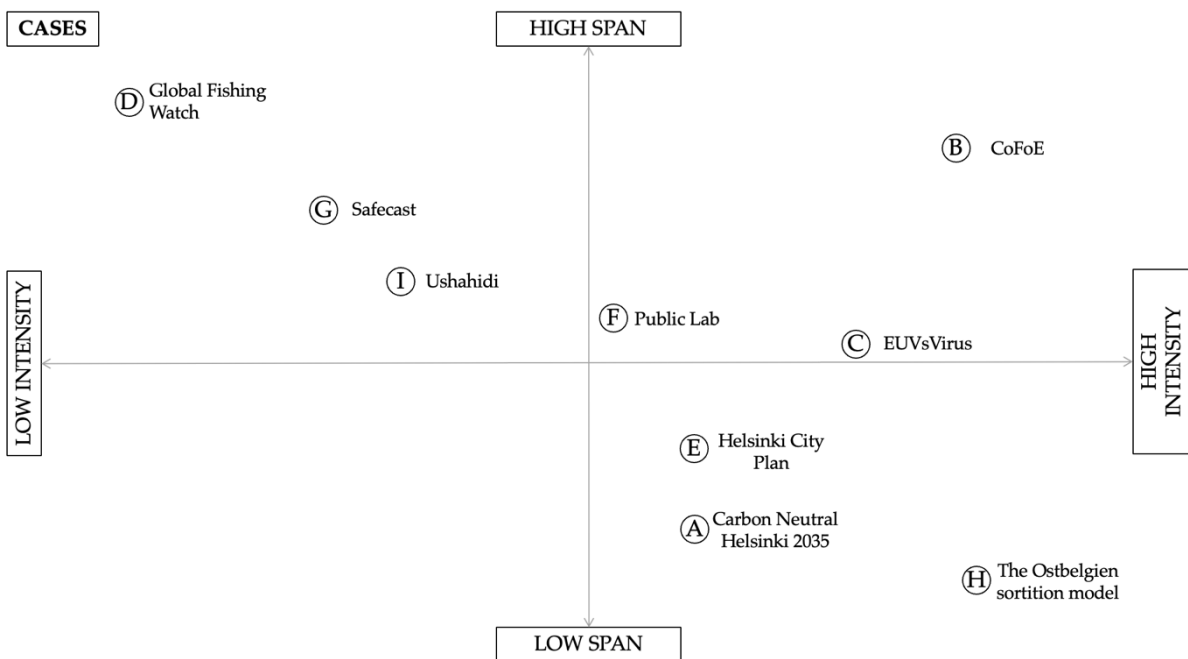 CASES
HIGH SPAN
D
Global Fishing
Watch
B
CoFoE
G
Safecast
I
Ushahidi
F
Public Lab
C
EUVsVirus
LOW INTENSITY
HIGH
INTENSITY
E
Helsinki City
Plan
A
Carbon Neutral
Helsinki 2035
H
The Ostbelgien
sortition model
LOW SPAN